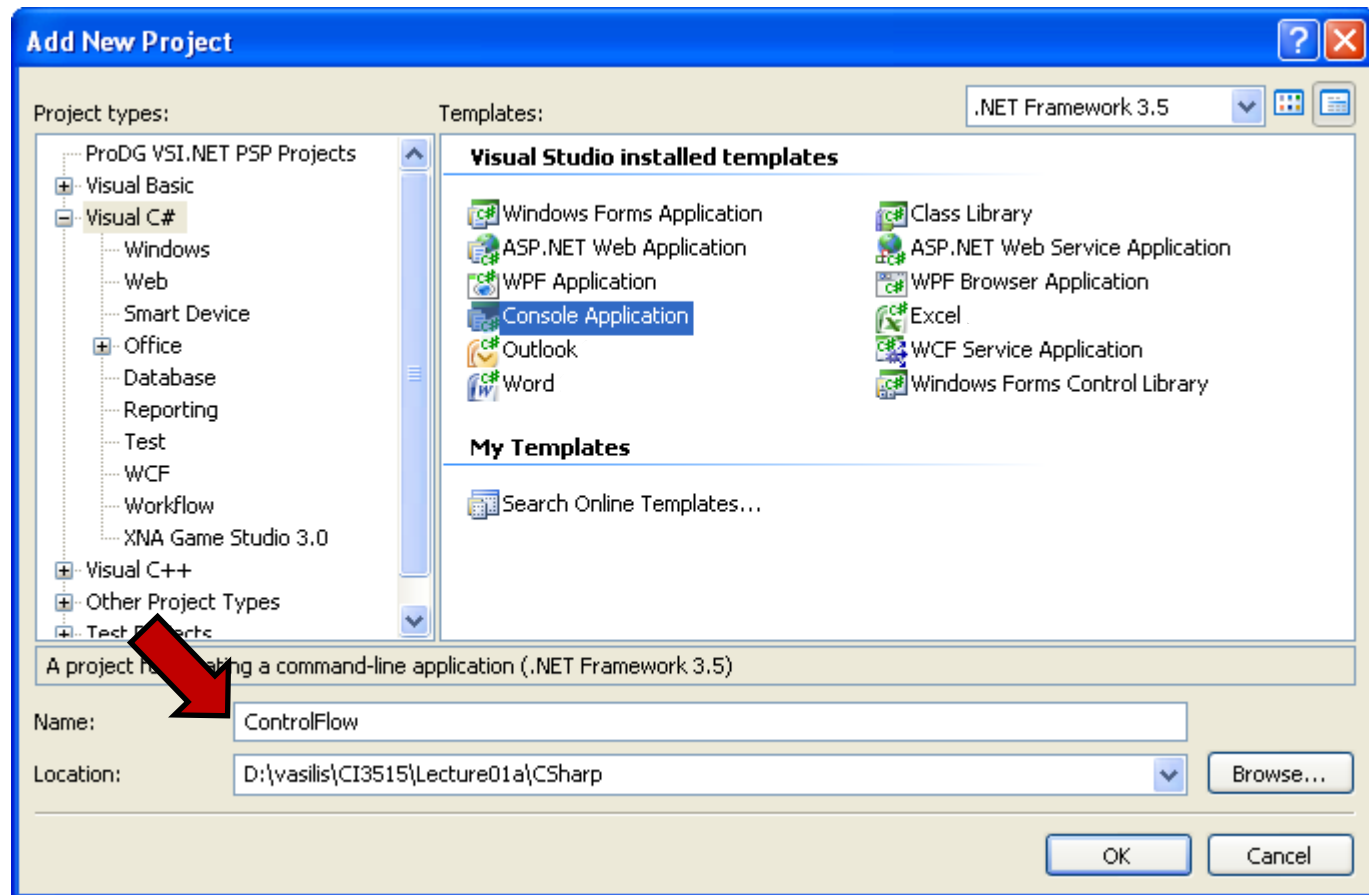 Add New Project
Project types:
Templates:
.NET Framework 3.5
ProDG VSI.NET PSP Projects
Visual Basic
Visual C#
Windows
Web
Smart Device
Office
Database
Reporting
Test
WCF
Workflow
XNA Game Studio 3.0
Visual C++
Other Project Types
Test
Visual Studio installed templates
Windows Forms Application
Class Library
ASP.NET Web Application
ASP.NET Web Service Application
WPF Application
WPF Browser Application
Console Application
Excel
Outlook
WCF Service Application
Word
Windows Forms Control Library
My Templates
Search Online Templates...
A project a command-line application (.NET Framework 3.5)
Name:
ControlFlow
Location:
D:\vasilis\CI3515\Lecture01a\CSharp
Browse...
OK
Cancel